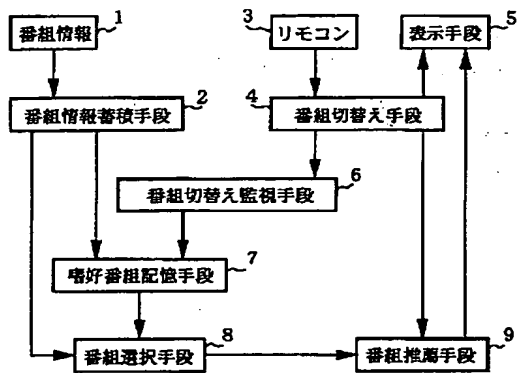 番組情報 1
リモコン 3
表示手段 5
番組情報蓄積手段 2
番組切替え手段 4
番組切替え監視手段 6
嗜好番組記憶手段 7
番組選択手段 8
番組推薦手段 9